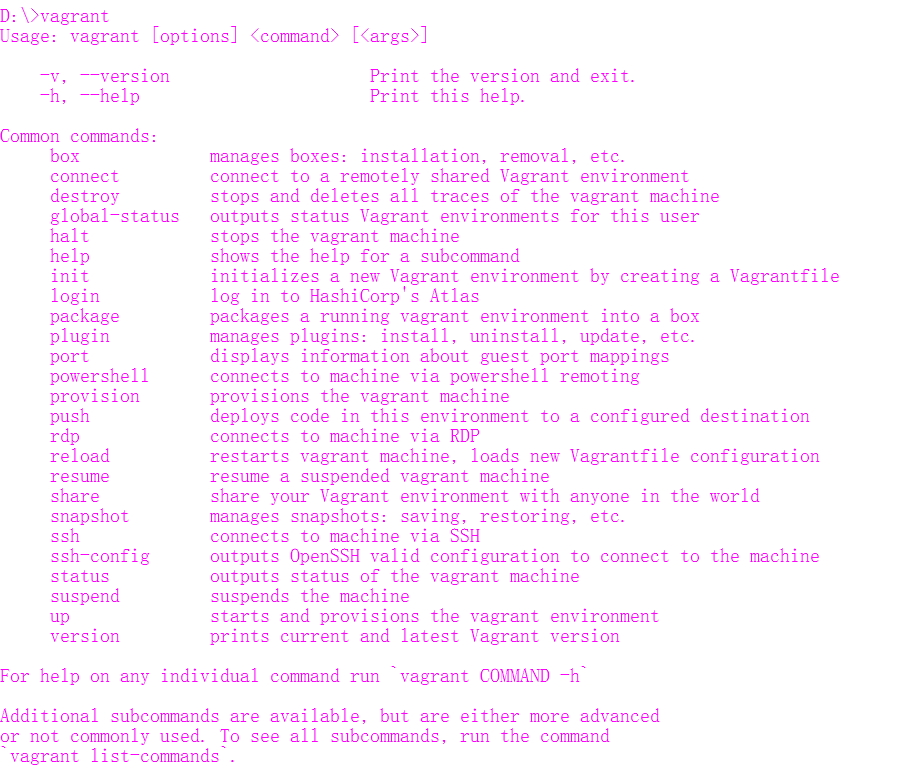 D:\>vagrant
Usage: vagrant [options] <command> [<args>]
-v, --version                    Print the version and exit.
-h, --help                       Print this help.
Common commands:
box             manages boxes: installation, removal, etc.
connect         connect to a remotely shared Vagrant environment
destroy         stops and deletes all traces of the vagrant machine
global-status   outputs status Vagrant environments for this user
halt            stops the vagrant machine
help            shows the help for a subcommand
init            initializes a new Vagrant environment by creating a Vagrantfile
login           log in to HashiCorp's Atlas
package         packages a running vagrant environment into a box
plugin          manages plugins: install, uninstall, update, etc.
port            displays information about guest port mappings
powershell      connects to machine via powershell remoting
provision       provisions the vagrant machine
push            deploys code in this environment to a configured destination
rdp             connects to machine via RDP
reload          restarts vagrant machine, loads new Vagrantfile configuration
resume          resume a suspended vagrant machine
share           share your Vagrant environment with anyone in the world
snapshot        manages snapshots: saving, restoring, etc.
ssh             connects to machine via SSH
ssh-config      outputs OpenSSH valid configuration to connect to the machine
status          outputs status of the vagrant machine
suspend         suspends the machine
up              starts and provisions the vagrant environment
version         prints current and latest Vagrant version
For help on any individual command run `vagrant COMMAND -h`
Additional subcommands are available, but are either more advanced
or not commonly used. To see all subcommands, run the command
`vagrant list-commands`.